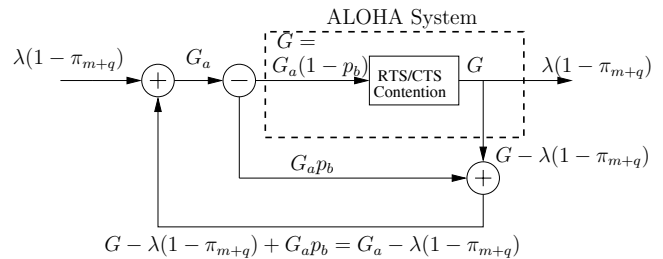 ALOHA System
G =
λ(1 - π_{m+q})
G_a
G_a(1 - p_b)
RTS/CTS
Contention
G
λ(1 - π_{m+q})
G_a p_b
G - λ(1 - π_{m+q})
G - λ(1 - π_{m+q}) + G_a p_b = G_a - λ(1 - π_{m+q})